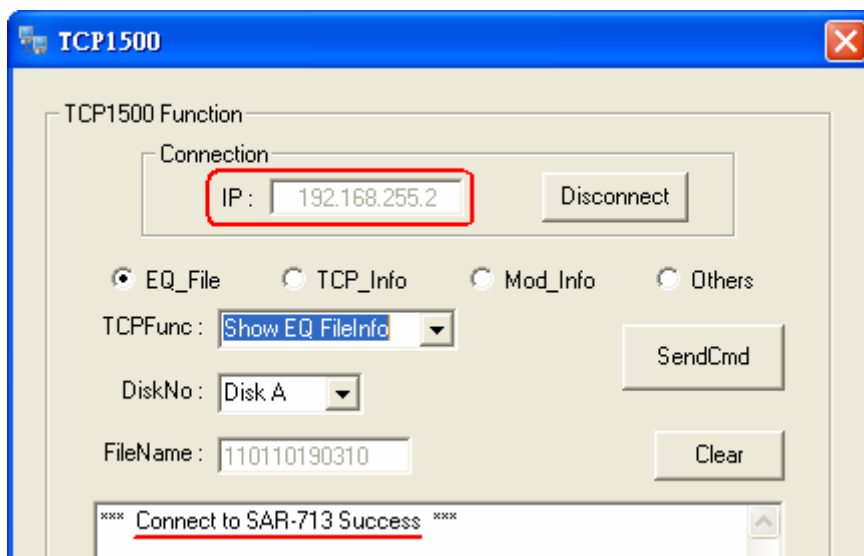 TCP1500
TCP1500 Function
Connection
IP : 192.168.255.2 Disconnect
EQ_File TCP_Info Mod_Info Others
TCPFunc : Show EQ FileInfo
SendCmd
DiskNo : Disk A
FileName : 110110190310 Clear
*** Connect to SAR-713 Success ***